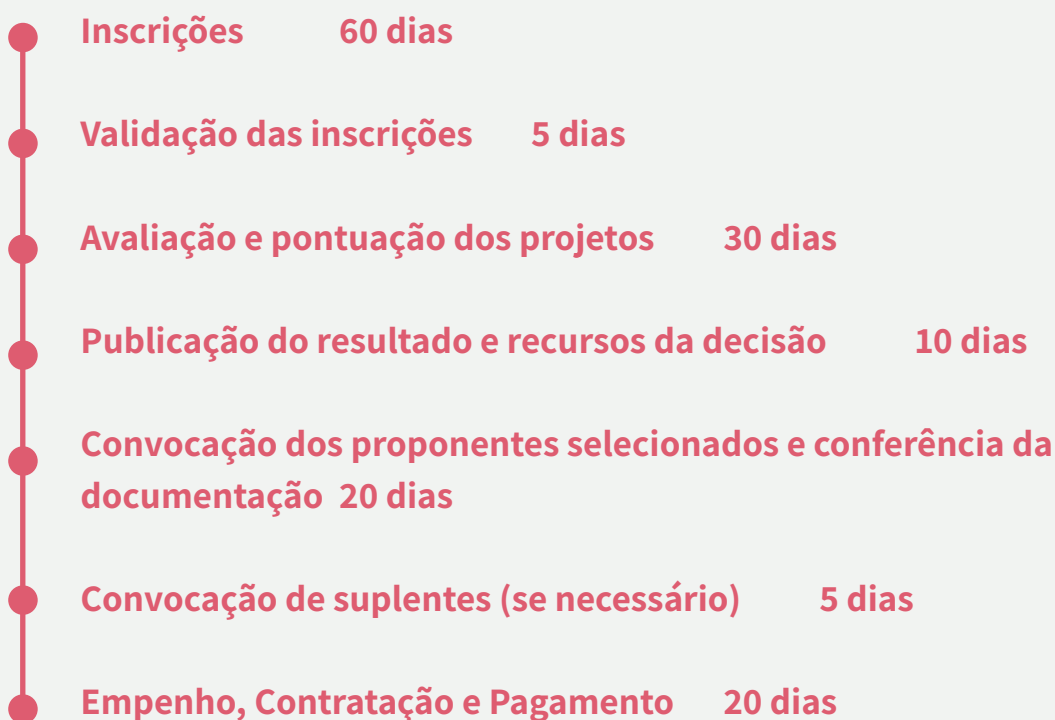 Inscrições 60 dias
Validação das inscrições 5 dias
Avaliação e pontuação dos projetos 30 dias
Publicação do resultado e recursos da decisão 10 dias
Convocação dos proponentes selecionados e conferência da
documentação 20 dias
Convocação de suplentes (se necessário) 5 dias
Empenho, Contratação e Pagamento 20 dias